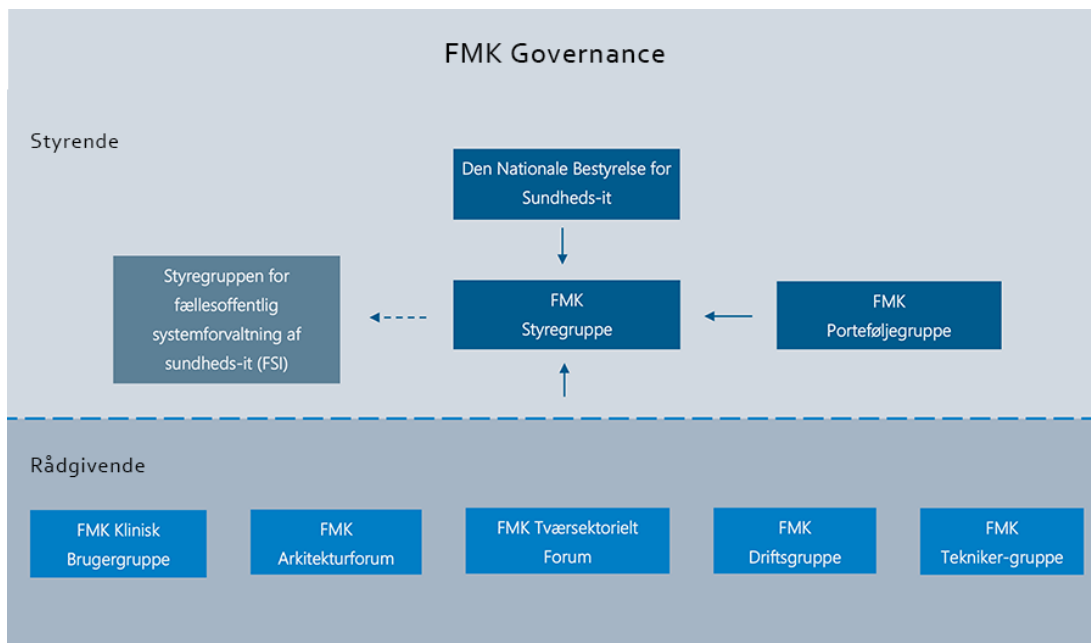 FMK Governance
Styrende
Den Nationale Bestyrelse for
Sundheds-it
Styregruppen for
fællesoffentlig
systemforvaltning af
sundheds-it (FSI)
FMK
Styregruppe
FMK
Porteføljegruppe
Rådgivende
FMK Klinisk
Brugergruppe
FMK
Arkitekturforum
FMK Tværsektorielt
Forum
FMK
Driftsgruppe
FMK
Tekniker-gruppe